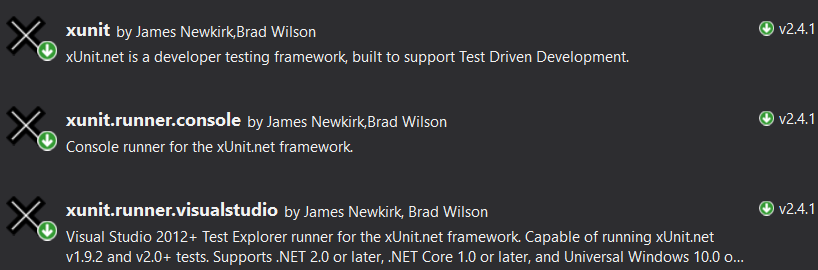 xunit by James Newkirk,Brad Wilson v2.4.1
xUnit.net is a developer testing framework, built to support Test Driven Development.
xunit.runner.console by James Newkirk,Brad Wilson v2.4.1
Console runner for the xUnit.net framework.
xunit.runner.visualstudio by James Newkirk, Brad Wilson v2.4.1
Visual Studio 2012+ Test Explorer runner for the xUnit.net framework. Capable of running xUnit.net
v1.9.2 and v2.0+ tests. Supports .NET 2.0 or later, .NET Core 1.0 or later, and Universal Windows 10.0 o...